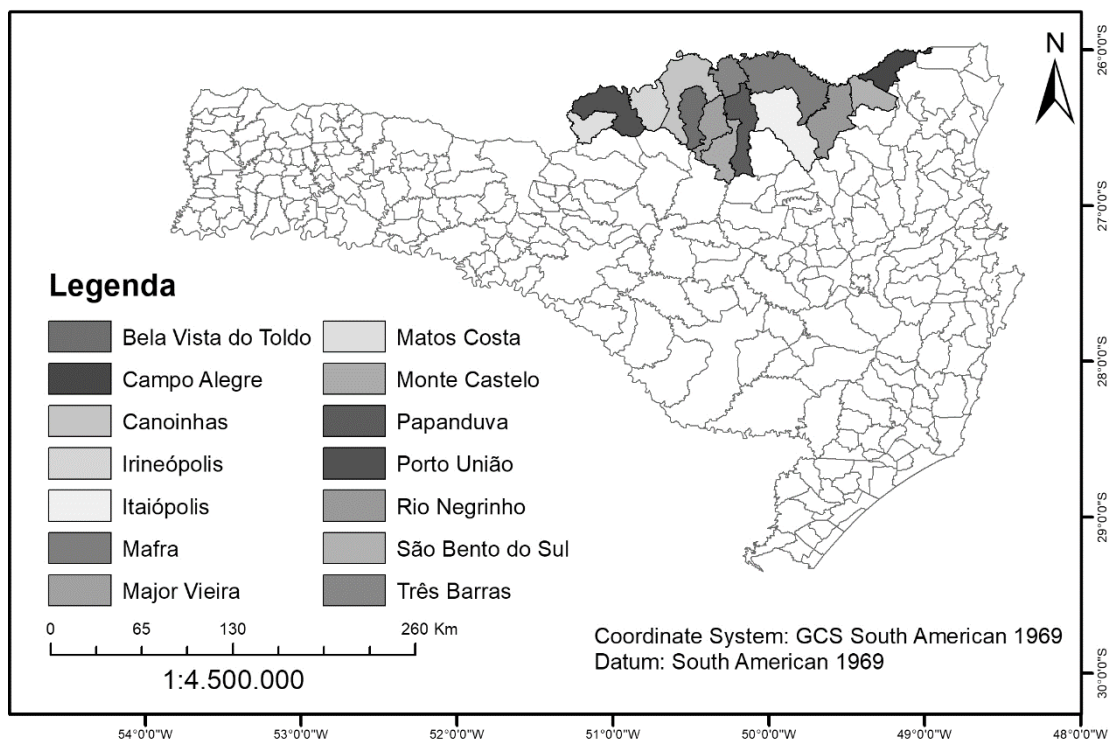 N
Legenda
Bela Vista do Toldo
Campo Alegre
Canoinhas
Irineópolis
Itaiópolis
Mafra
Major Vieira
Matos Costa
Monte Castelo
Papanduva
Porto União
Rio Negrinho
São Bento do Sul
Três Barras
0 65 130 260 Km
1:4.500.000
Coordinate System: GCS South American 1969
Datum: South American 1969
26°0'0"S
27°0'0"S
28°0'0"S
29°0'0"S
30°0'0"S
54°0'0"W 53°0'0"W 52°0'0"W 51°0'0"W 50°0'0"W 49°0'0"W 48°0'0"W